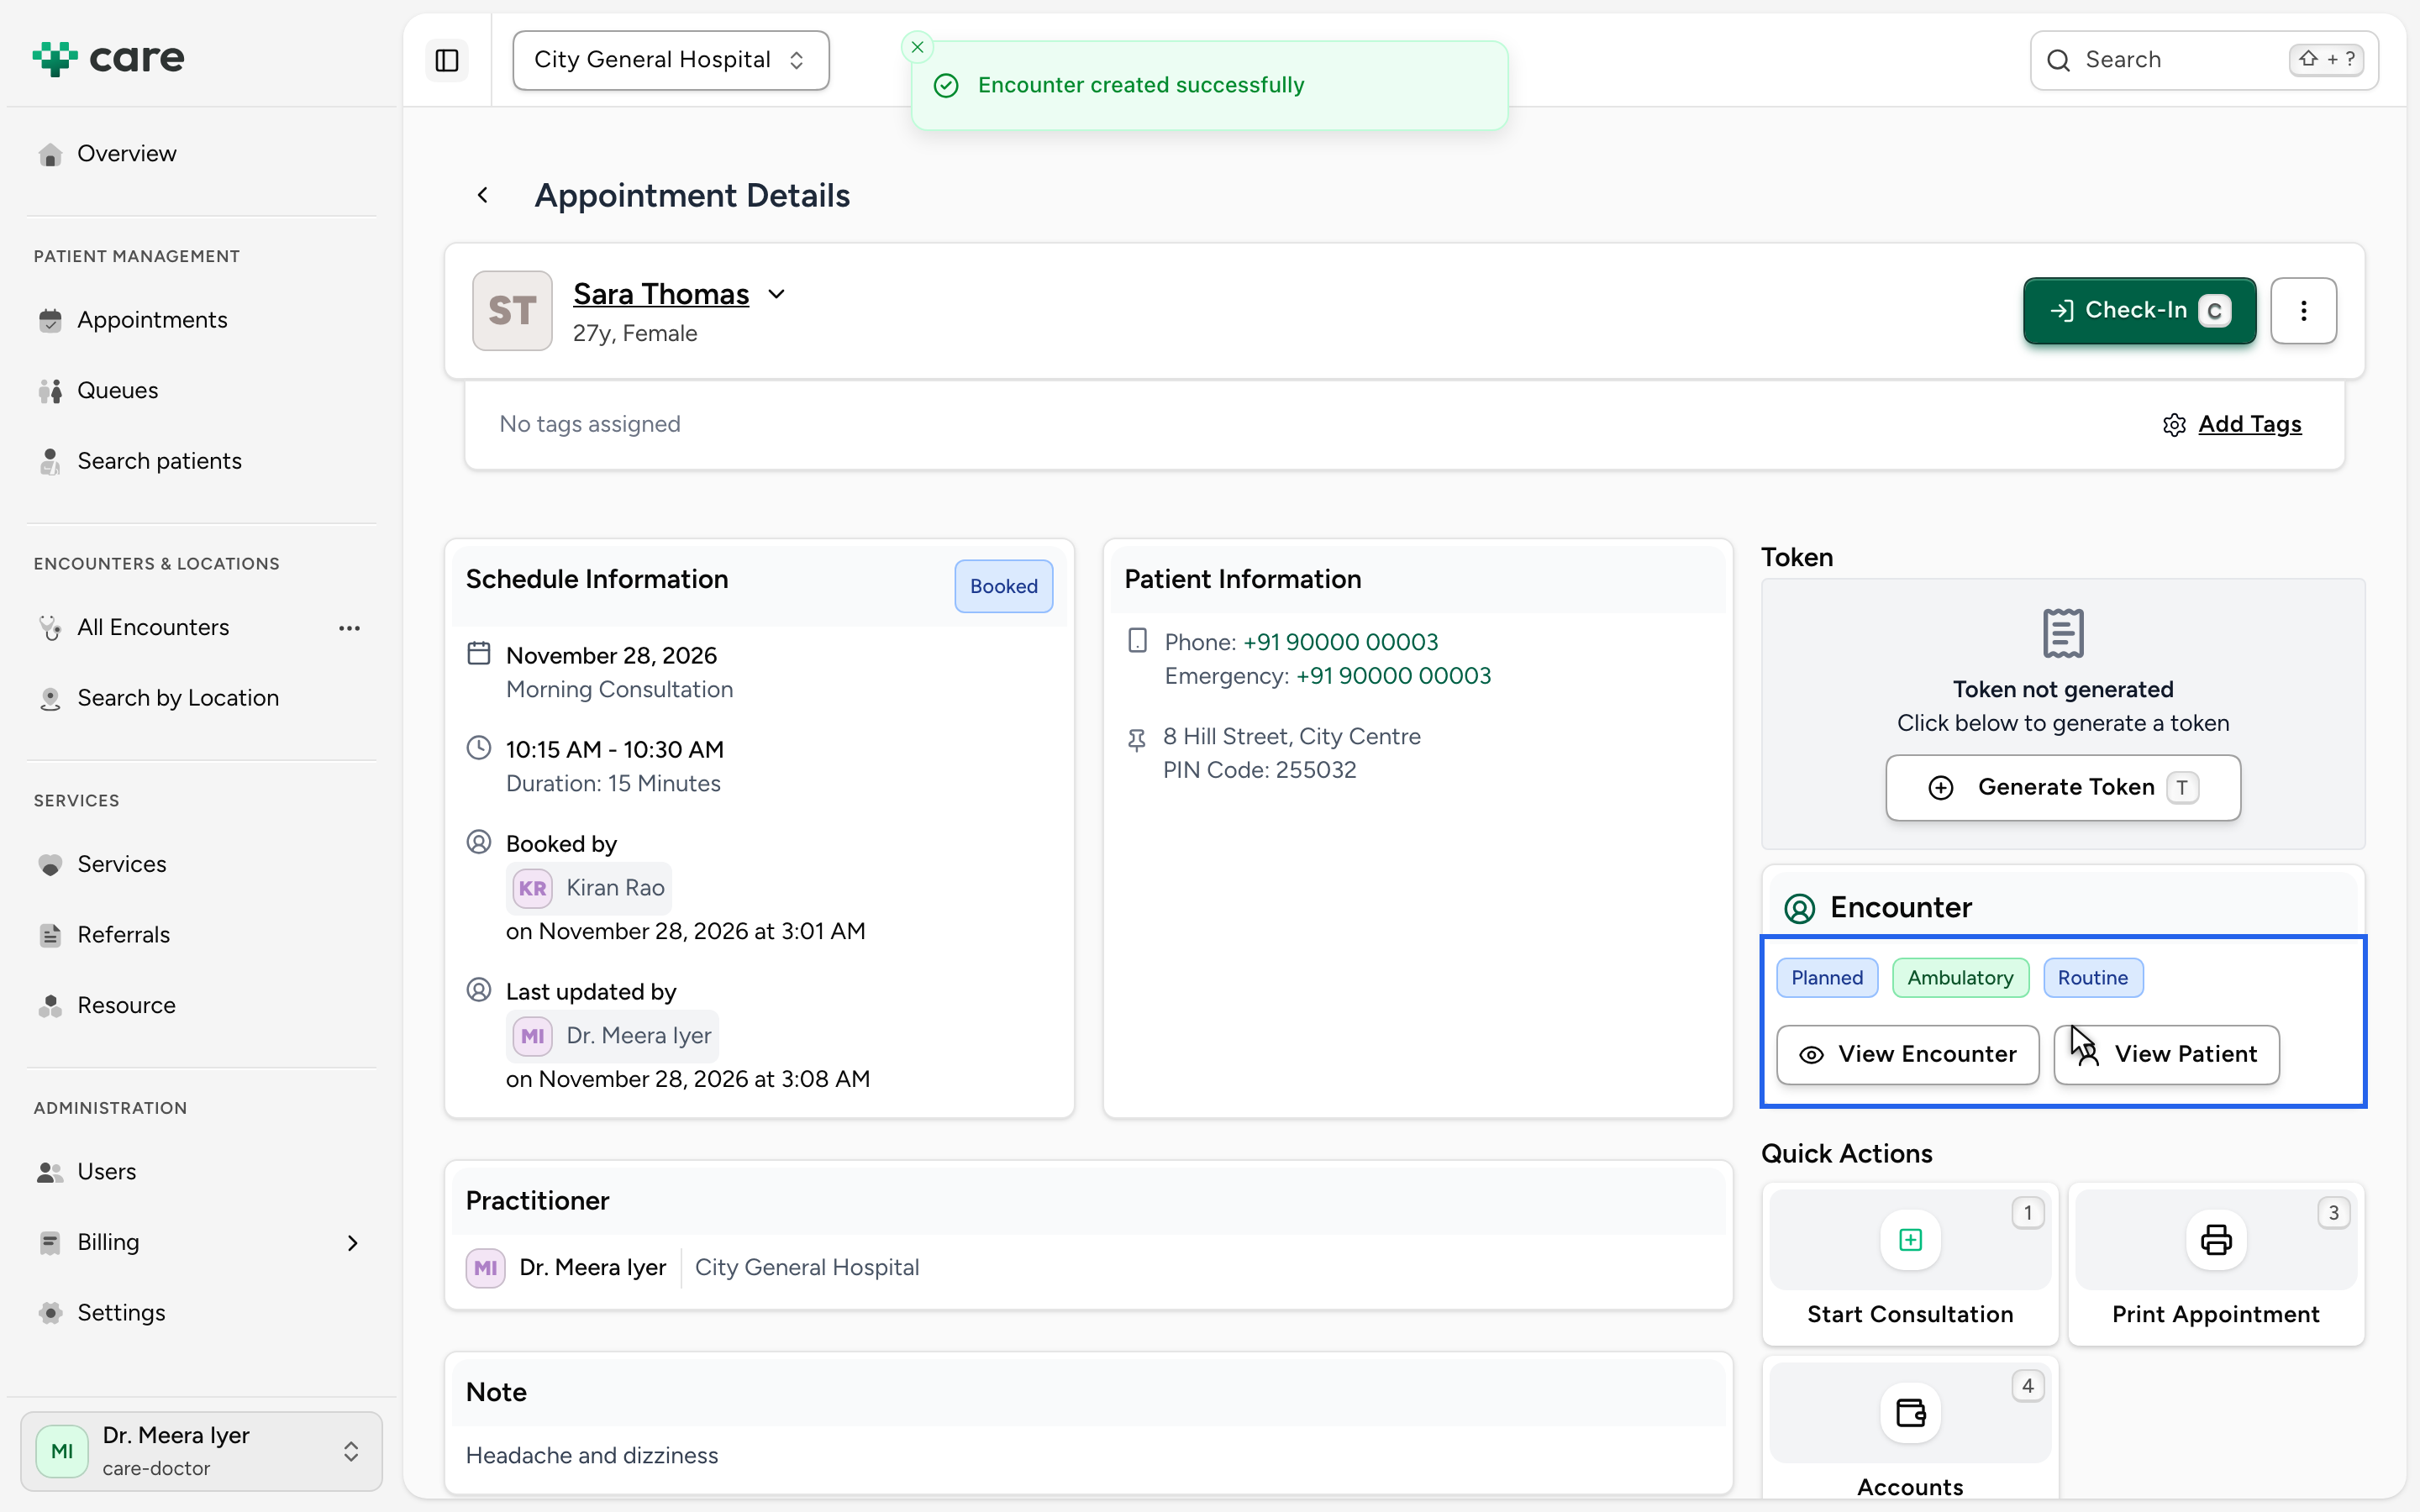 care
City General Hospital
Encounter created successfully
Search
+ ?
Overview
PATIENT MANAGEMENT
Appointments
Queues
Search patients
ENCOUNTERS & LOCATIONS
All Encounters
Search by Location
SERVICES
Services
Referrals
Resource
ADMINISTRATION
Users
Billing
Settings
MI
Dr. Meera Iyer
care-doctor
Appointment Details
ST
Sara Thomas
27y, Female
Check-In C
No tags assigned
Add Tags
Schedule Information
Booked
November 28, 2026
Morning Consultation
10:15 AM - 10:30 AM
Duration: 15 Minutes
Booked by
KR Kiran Rao
on November 28, 2026 at 3:01 AM
Last updated by
MI Dr. Meera Iyer
on November 28, 2026 at 3:08 AM
Patient Information
Phone: +91 90000 00003
Emergency: +91 90000 00003
8 Hill Street, City Centre
PIN Code: 255032
Practitioner
MI Dr. Meera Iyer City General Hospital
Note
Headache and dizziness
Token
Token not generated
Click below to generate a token
Generate Token T
Encounter
Planned Ambulatory Routine
View Encounter View Patient
Quick Actions
1
Start Consultation
3
Print Appointment
4
Accounts